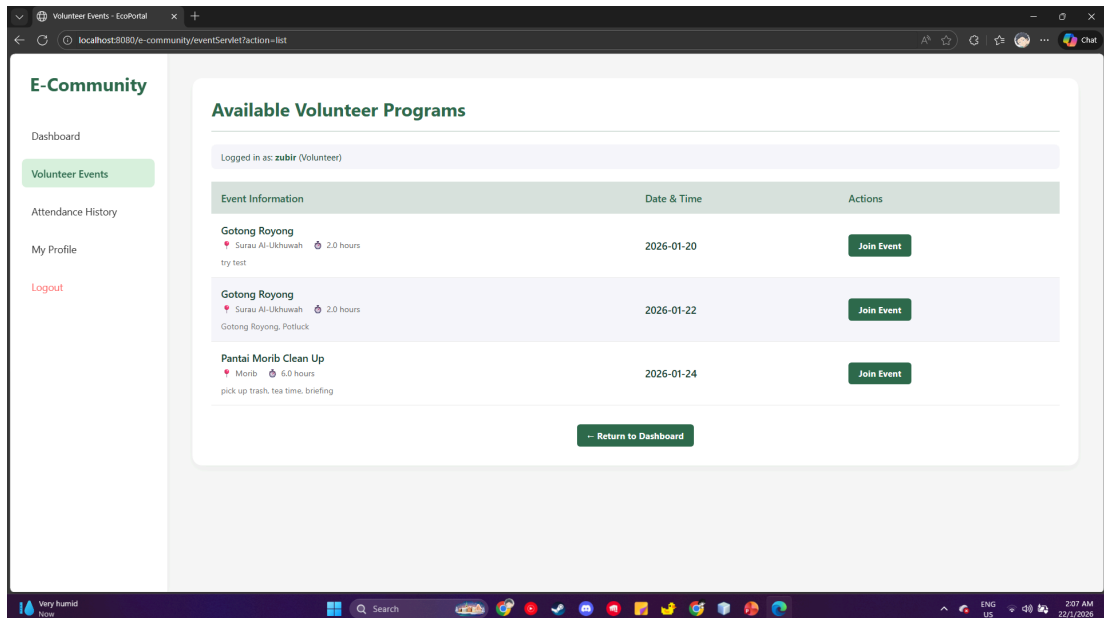 Volunteer Events - EcoPortal
localhost:8080/e-community/eventServlet?action=list
Chat
E-Community
Dashboard
Volunteer Events
Attendance History
My Profile
Logout
Available Volunteer Programs
Logged in as: zubir (Volunteer)
Event Information Date & Time Actions
Gotong Royong
Surau Al-Ukhuwah 2.0 hours
try test
2026-01-20
Join Event
Gotong Royong
Surau Al-Ukhuwah 2.0 hours
Gotong Royong, Potluck
2026-01-22
Join Event
Pantai Morib Clean Up
Morib 6.0 hours
pick up trash, tea time, briefing
2026-01-24
Join Event
← Return to Dashboard
Very humid
Now
Search
ENG
US
2:07 AM
22/1/2026